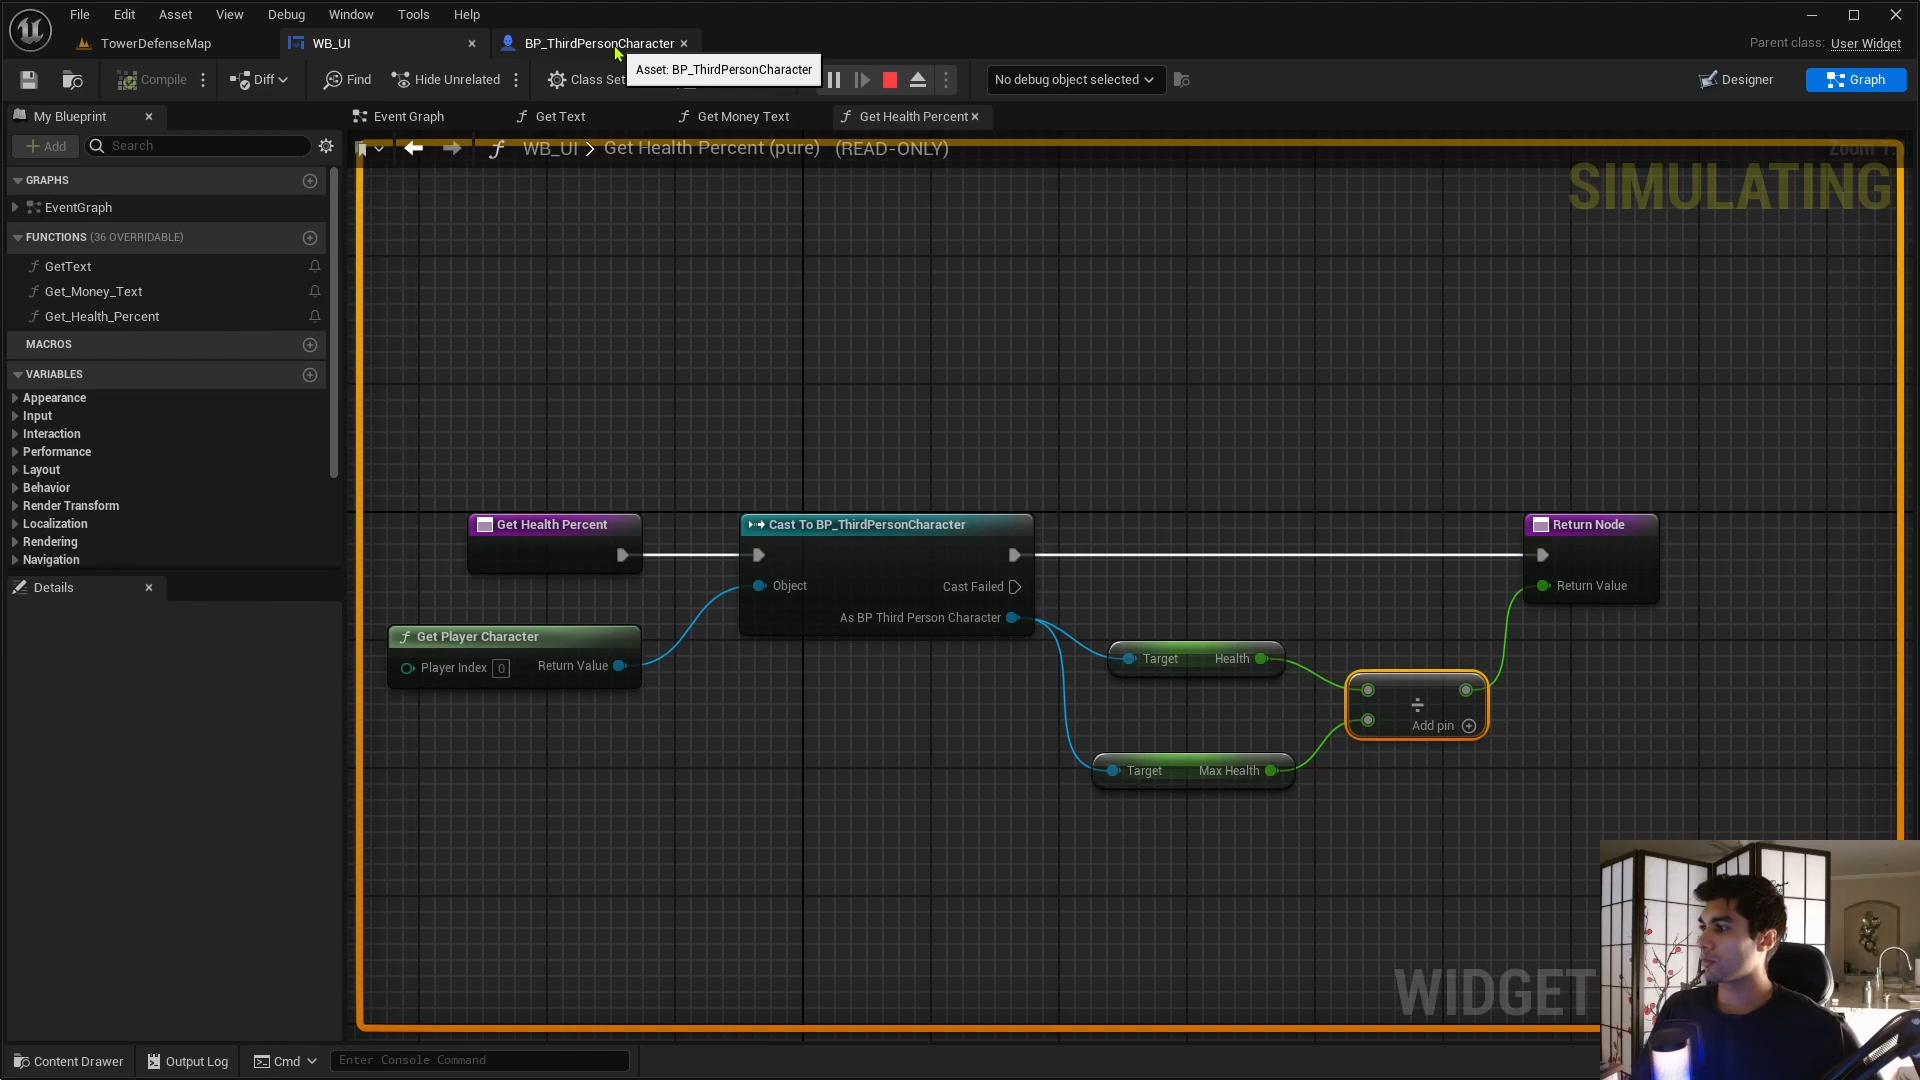 File Edit Asset View Debug Window Tools Help
TowerDefenseMap WB_UI BP_ThirdPersonCharacter Parent class: User Widget
Asset: BP_ThirdPersonCharacter
Compile Diff Find Hide Unrelated Class Set No debug object selected Designer Graph
My Blueprint Event Graph Get Text Get Money Text Get Health Percent
Add Search
WB_UI > Get Health Percent (pure) (READ-ONLY)
SIMULATING
GRAPHS
EventGraph
FUNCTIONS (36 OVERRIDABLE)
GetText
Get_Money_Text
Get_Health_Percent
MACROS
VARIABLES
Appearance
Input
Interaction
Performance
Layout
Behavior
Render Transform
Localization
Rendering
Navigation
Details
Get Health Percent
Cast To BP_ThirdPersonCharacter
Object
Cast Failed
As BP Third Person Character
Return Node
Return Value
Get Player Character
Player Index 0 Return Value
Target Health
Target Max Health
Add pin
WIDGET
Content Drawer Output Log Cmd Enter Console Command